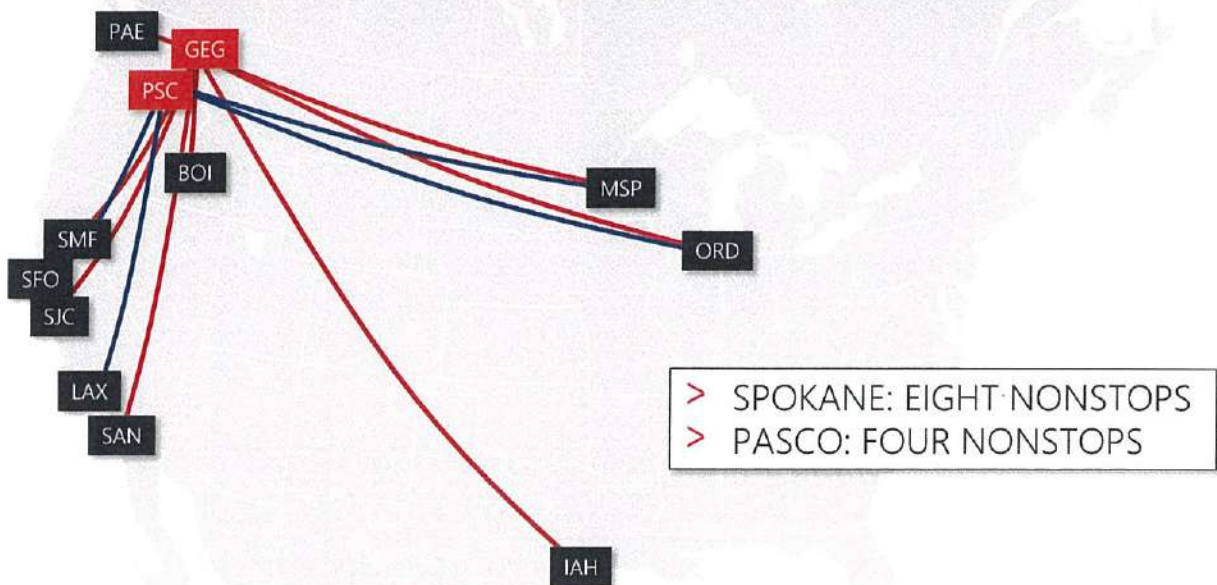 PAE
GEG
PSC
BOI
MSP
SMF
ORD
SFO
SJC
LAX
> SPOKANE: EIGHT NONSTOPS
SAN
> PASCO: FOUR NONSTOPS
IAH